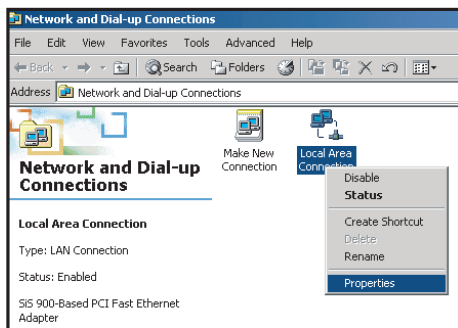 Network and Dial-up Connections
File Edit View Favorites Tools Advanced Help
Back Search Folders
Address Network and Dial-up Connections
Network and Dial-up
Connections
Local Area Connection
Type: LAN Connection
Status: Enabled
SiS 900-Based PCI Fast Ethernet
Adapter
Make New
Connection
Local Area
Connection
Disable
Status
Create Shortcut
Delete
Rename
Properties